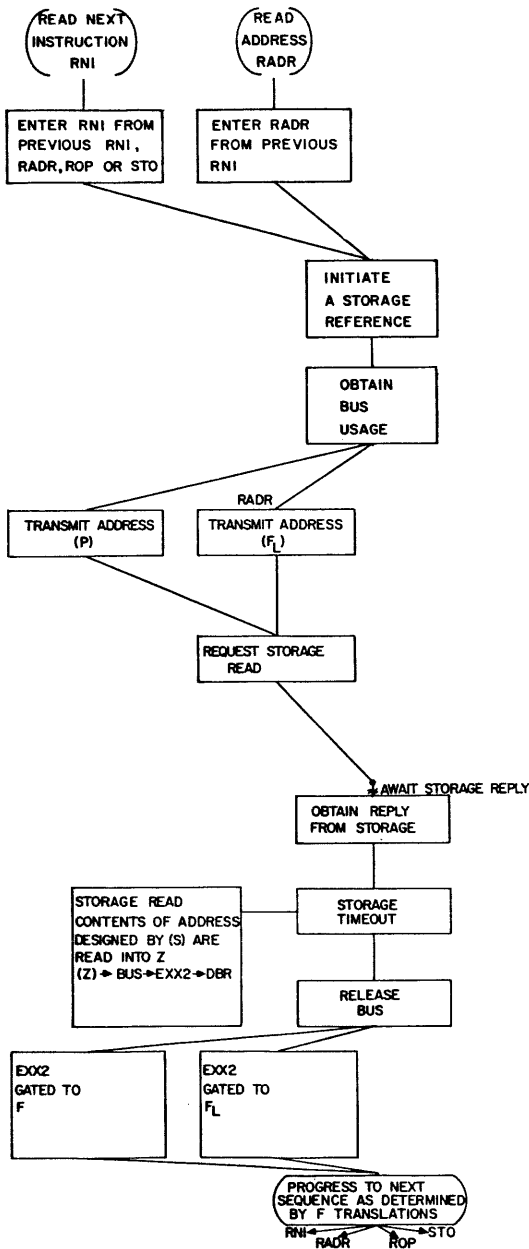 READ NEXT
INSTRUCTION
RNI
READ
ADDRESS
RADR
ENTER RNI FROM
PREVIOUS RNI,
RADR, ROP OR STO
ENTER RADR
FROM PREVIOUS
RNI
INITIATE
A STORAGE
REFERENCE
OBTAIN
BUS
USAGE
TRANSMIT ADDRESS
(P)
RADR
TRANSMIT ADDRESS
(FL)
REQUEST STORAGE
READ
AWAIT STORAGE REPLY
OBTAIN REPLY
FROM STORAGE
STORAGE READ
CONTENTS OF ADDRESS
DESIGNED BY (S) ARE
READ INTO Z
(Z)→BUS→EXX2→DBR
STORAGE
TIMEOUT
RELEASE
BUS
EXX2
GATED TO
F
EXX2
GATED TO
FL
PROGRESS TO NEXT
SEQUENCE AS DETERMINED
BY F TRANSLATIONS
RNI
RADR
ROP
STO